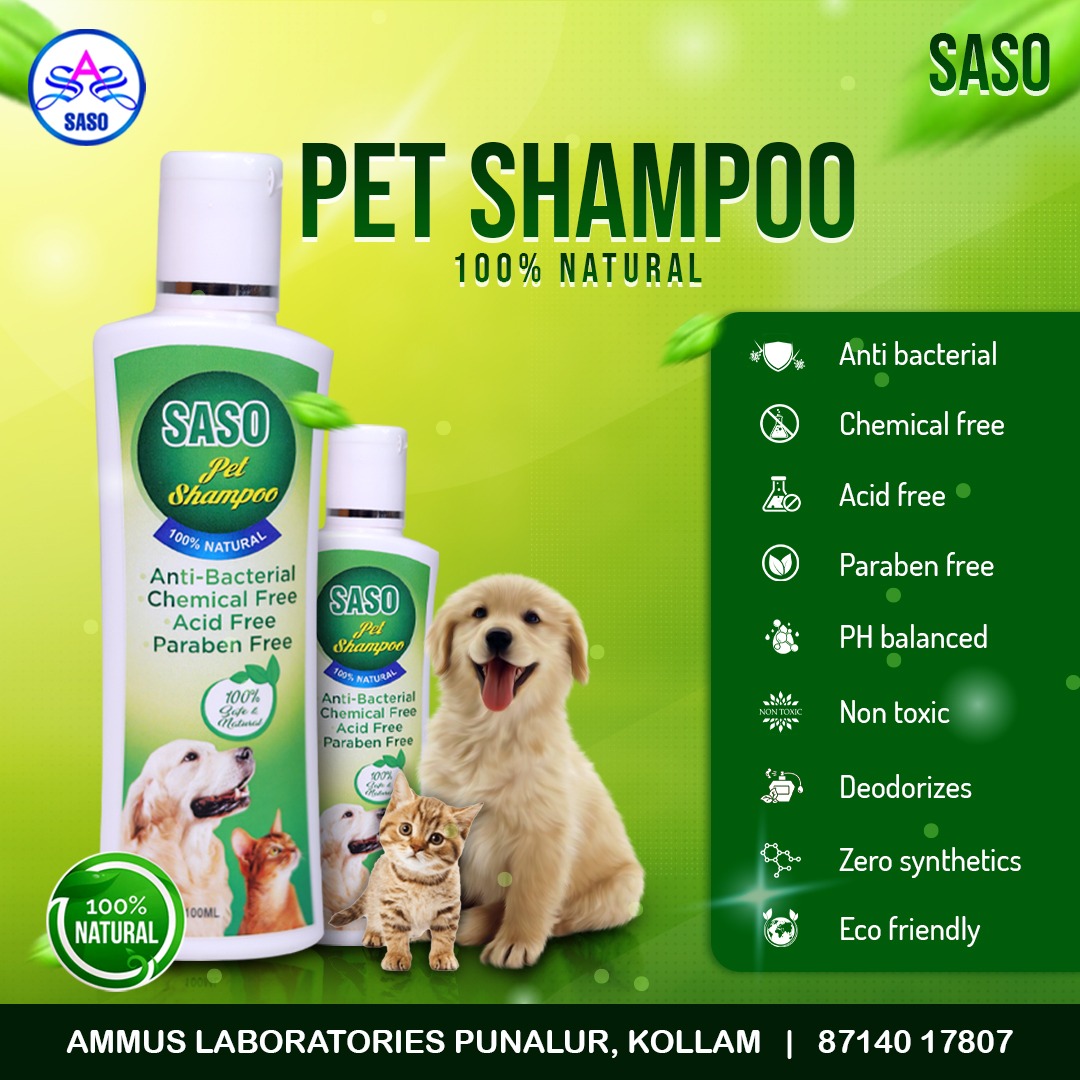 SASO
SASO
PET SHAMPOO
100% NATURAL
SASO
Pet
Shampoo
100% NATURAL
Anti-Bacterial
Chemical Free
Acid Free
Paraben Free
100%
Safe &
Natural
100ML
100%
NATURAL
SASO
Pet
Shampoo
100% NATURAL
Anti-Bacterial
Chemical Free
Acid Free
Paraben Free
100%
Anti bacterial
Chemical free
Acid free
Paraben free
PH balanced
NON TOXIC
Non toxic
Deodorizes
Zero synthetics
Eco friendly
AMMUS LABORATORIES PUNALUR, KOLLAM | 87140 17807